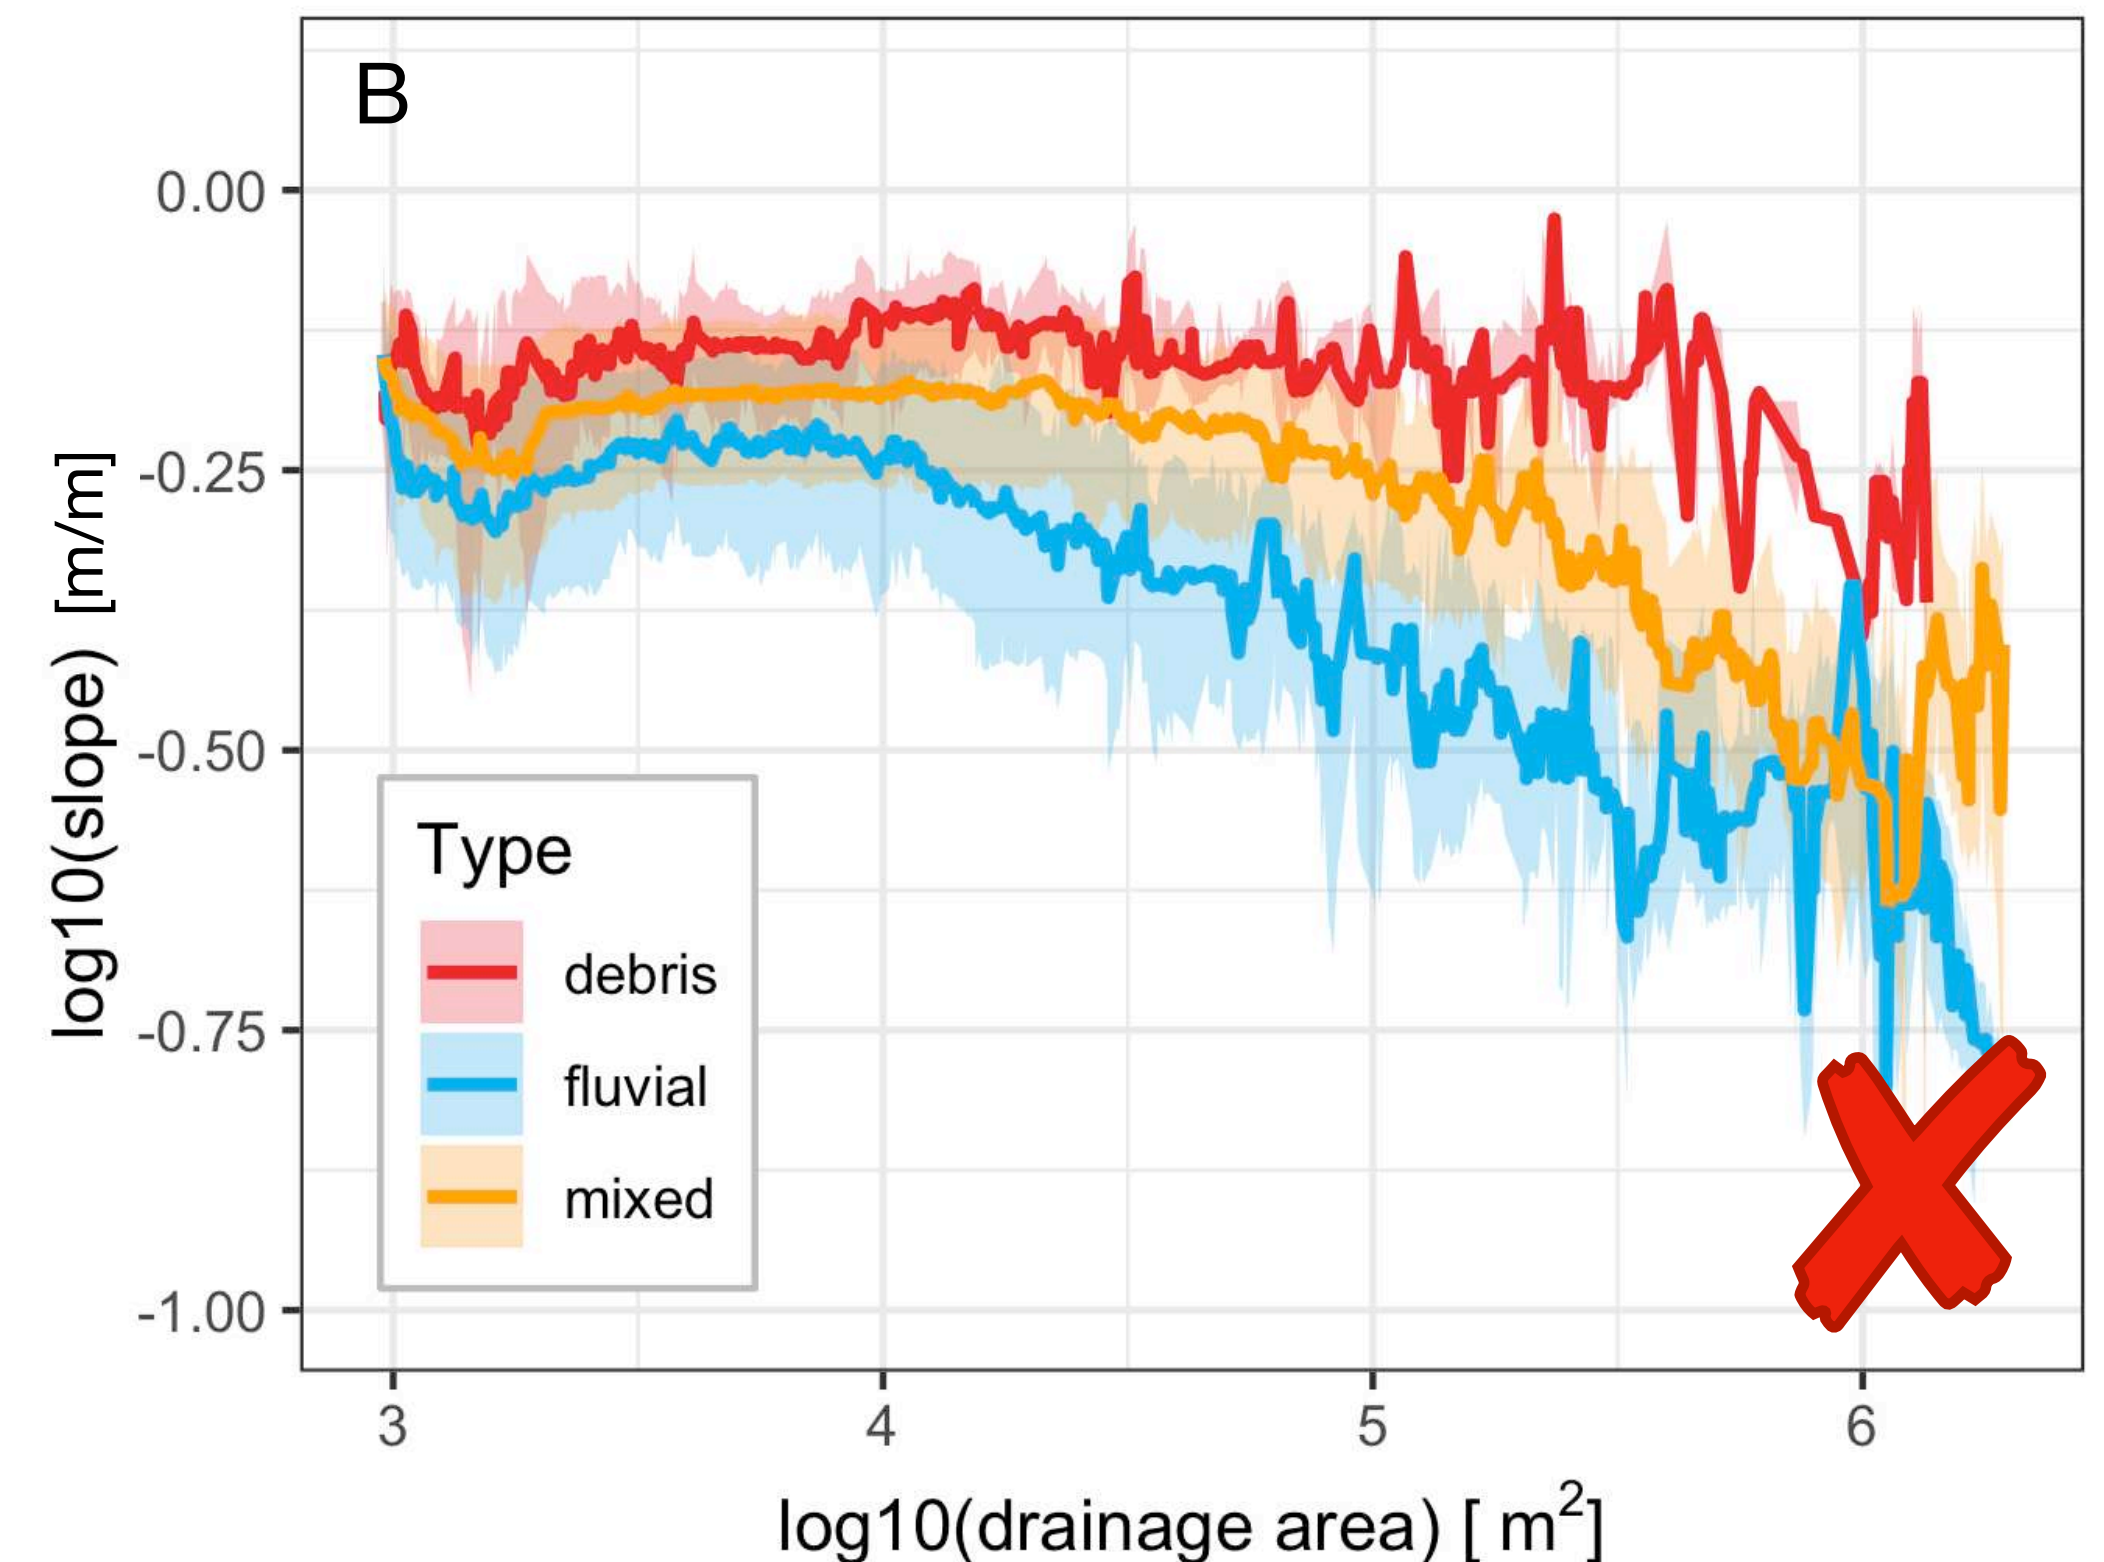 B
0.00
-0.25
-0.50
-0.75
-1.00
log10(slope) [m/m]
Type
debris
fluvial
mixed
3 4 5 6
log10(drainage area) [ m²]